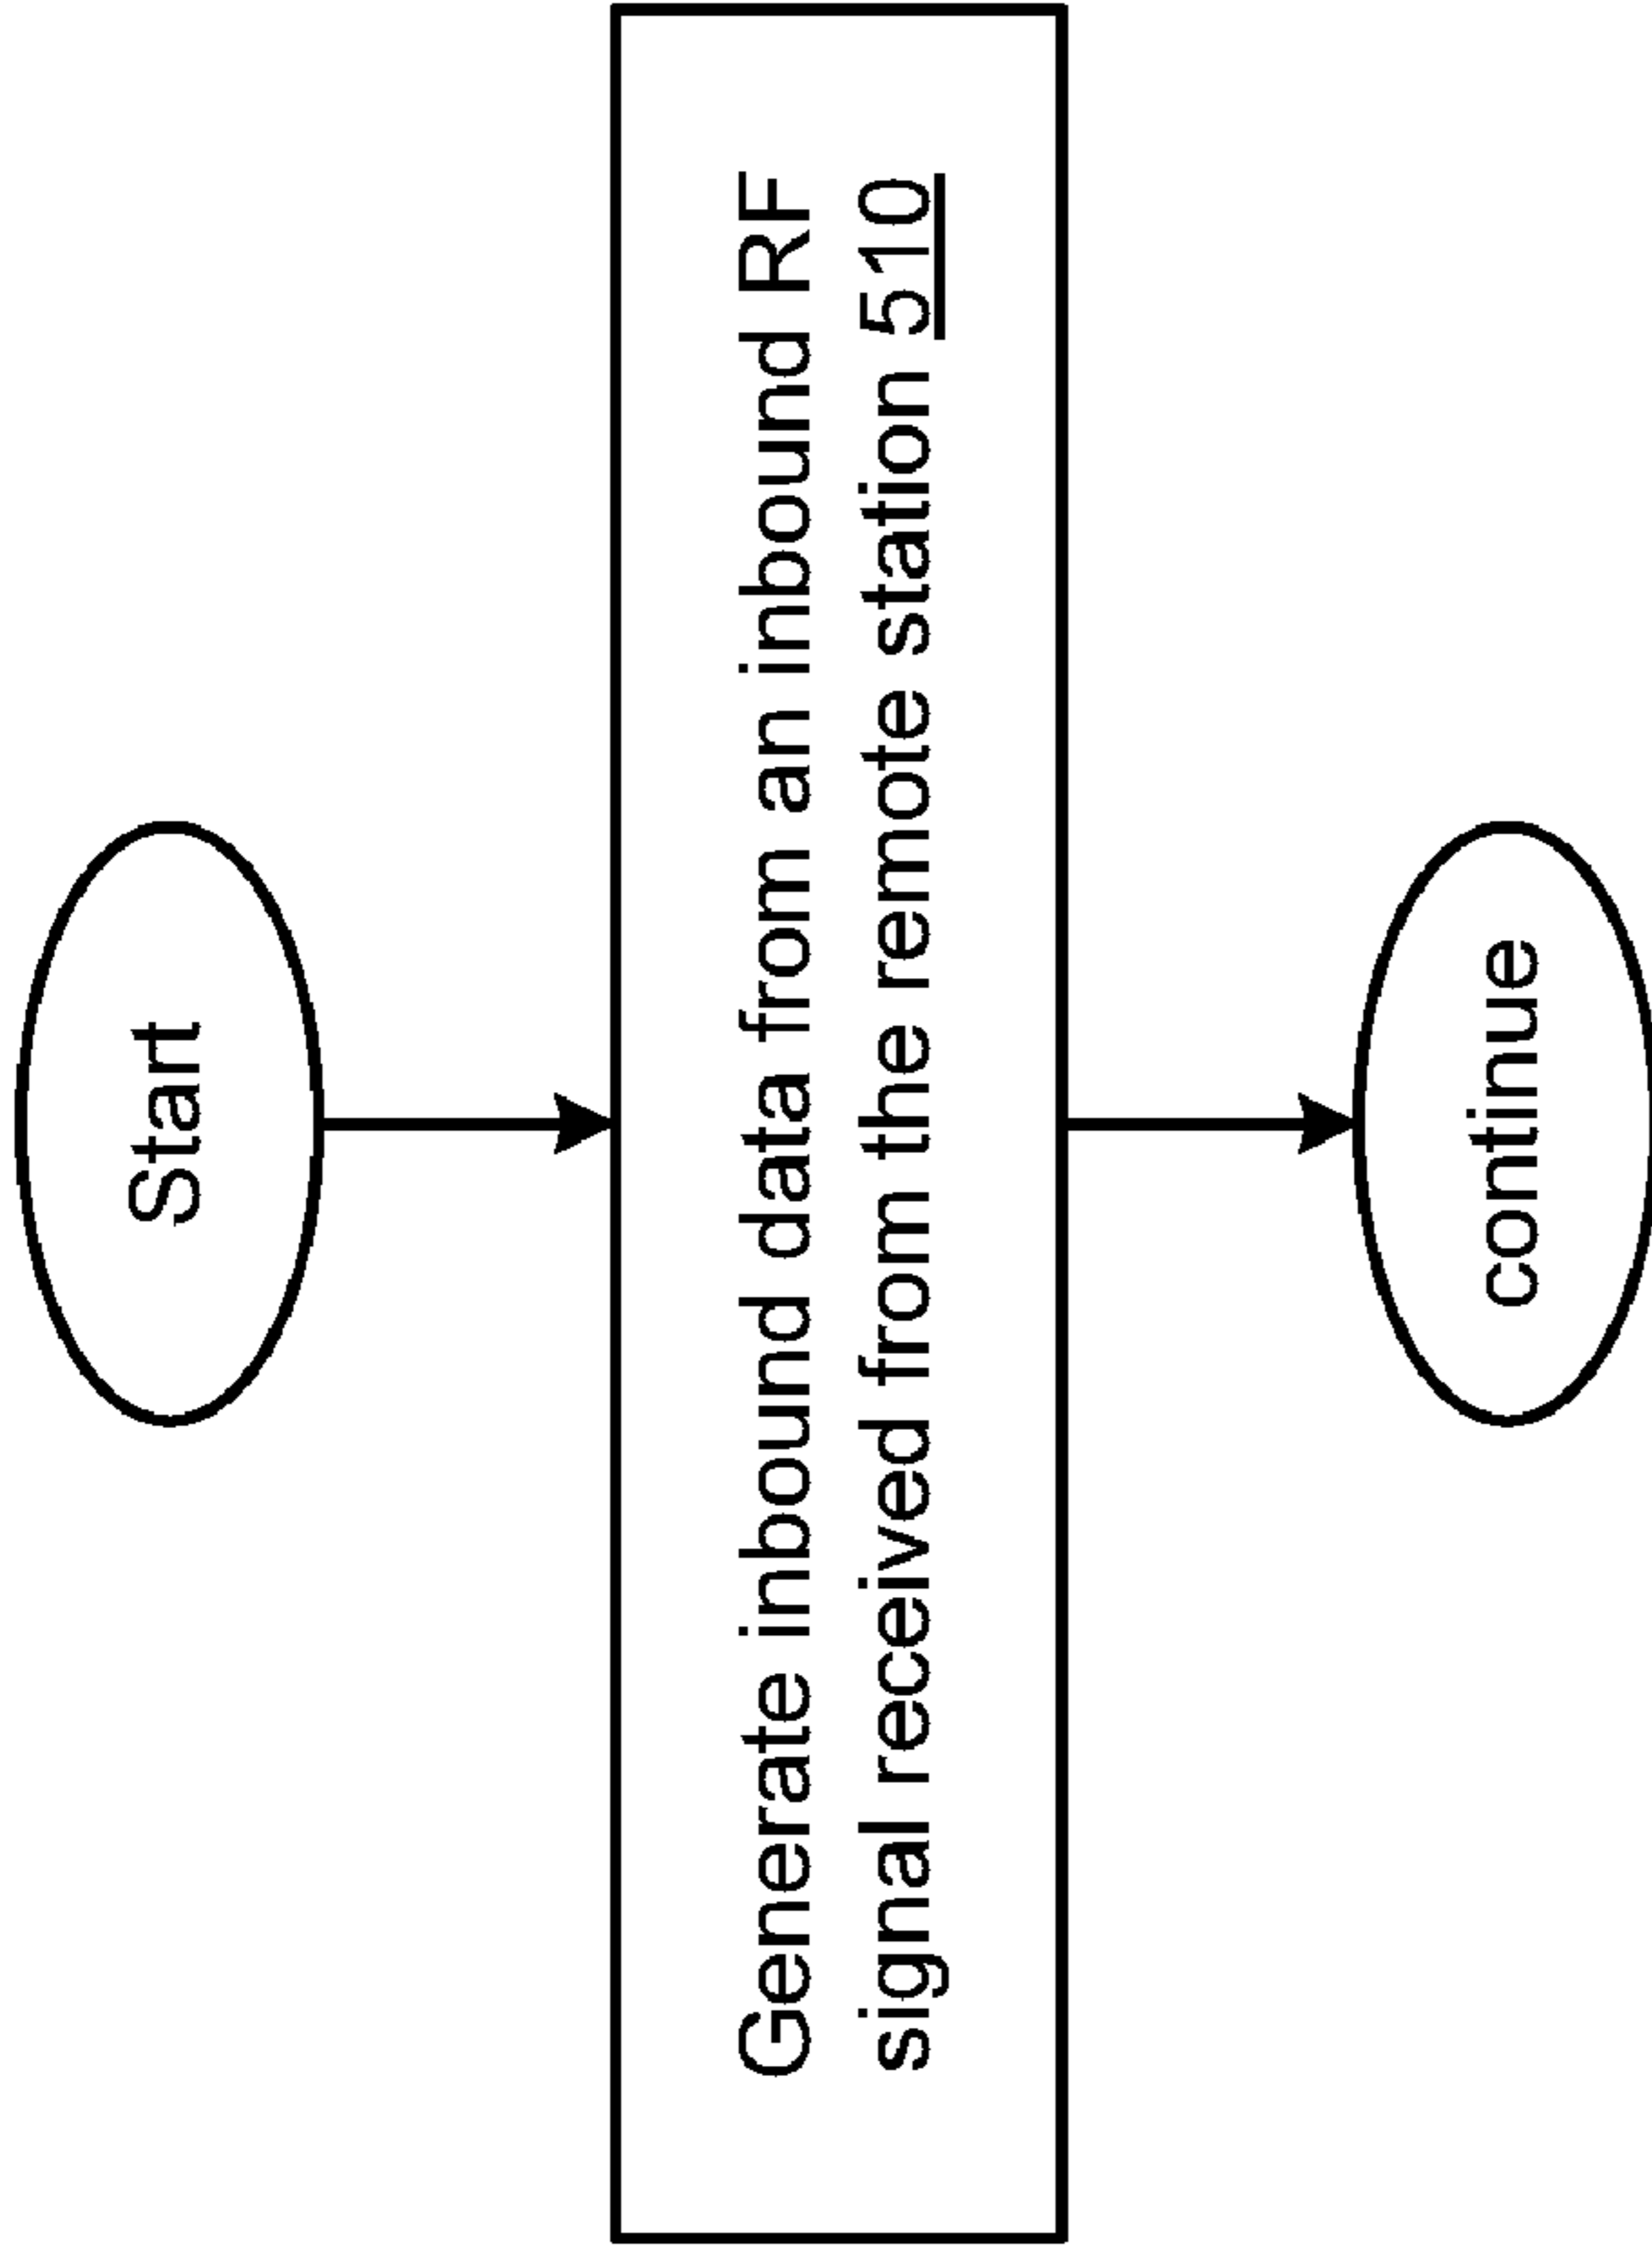 Start
Generate inbound data from an inbound RF
signal received from the remote station 510
continue